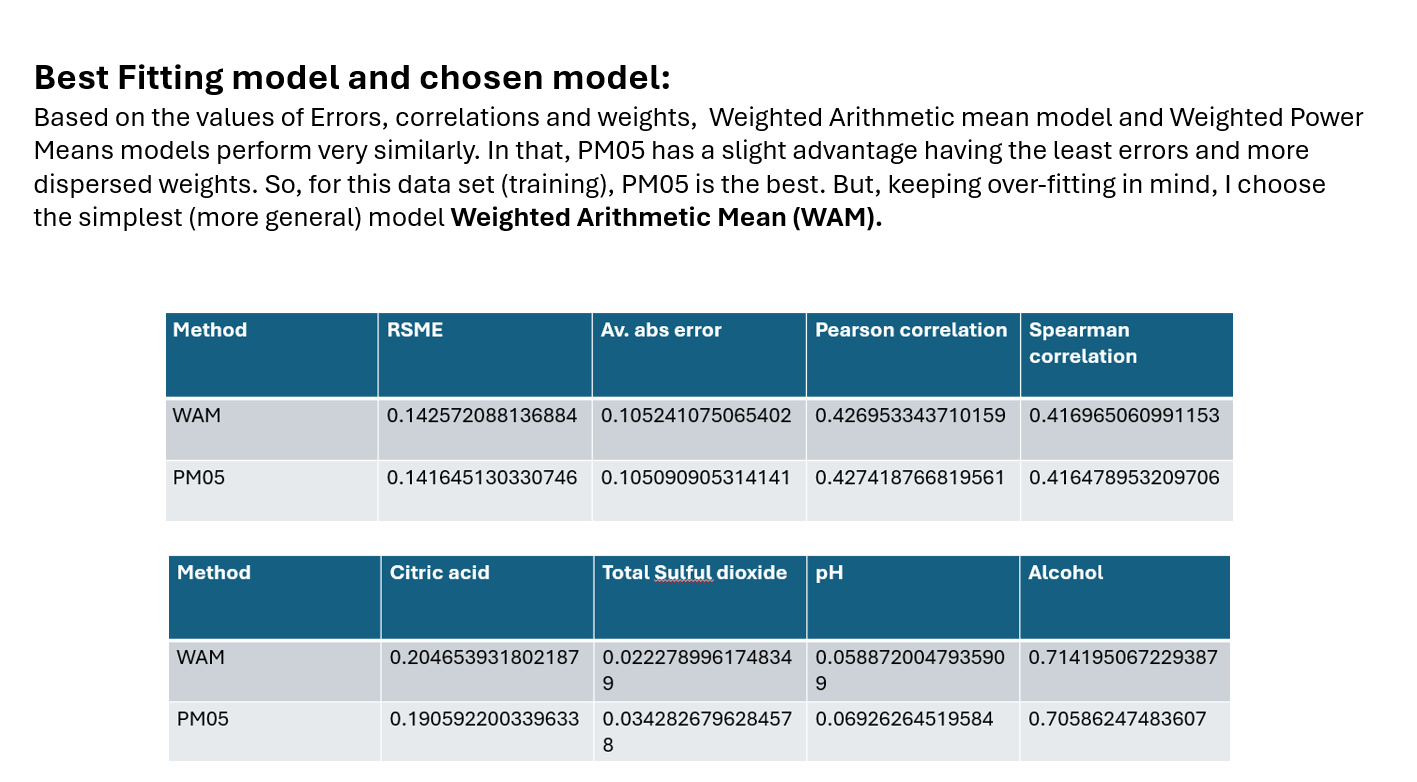 Best Fitting model and chosen model:
Based on the values of Errors, correlations and weights,  Weighted Arithmetic mean model and Weighted Power
Means models perform very similarly. In that, PM05 has a slight advantage having the least errors and more
dispersed weights. So, for this data set (training), PM05 is the best. But, keeping over-fitting in mind, I choose
the simplest (more general) model Weighted Arithmetic Mean (WAM).
Method RSME Av. abs error Pearson correlation Spearman
correlation
WAM 0.142572088136884 0.105241075065402 0.426953343710159 0.416965060991153
PM05 0.141645130330746 0.105090905314141 0.427418766819561 0.416478953209706
Method Citric acid Total Sulful dioxide pH Alcohol
WAM 0.204653931802187 0.022278996174834 0.058872004793590 0.714195067229387
9 9
PM05 0.190592200339633 0.034282679628457 0.06926264519584 0.70586247483607
8